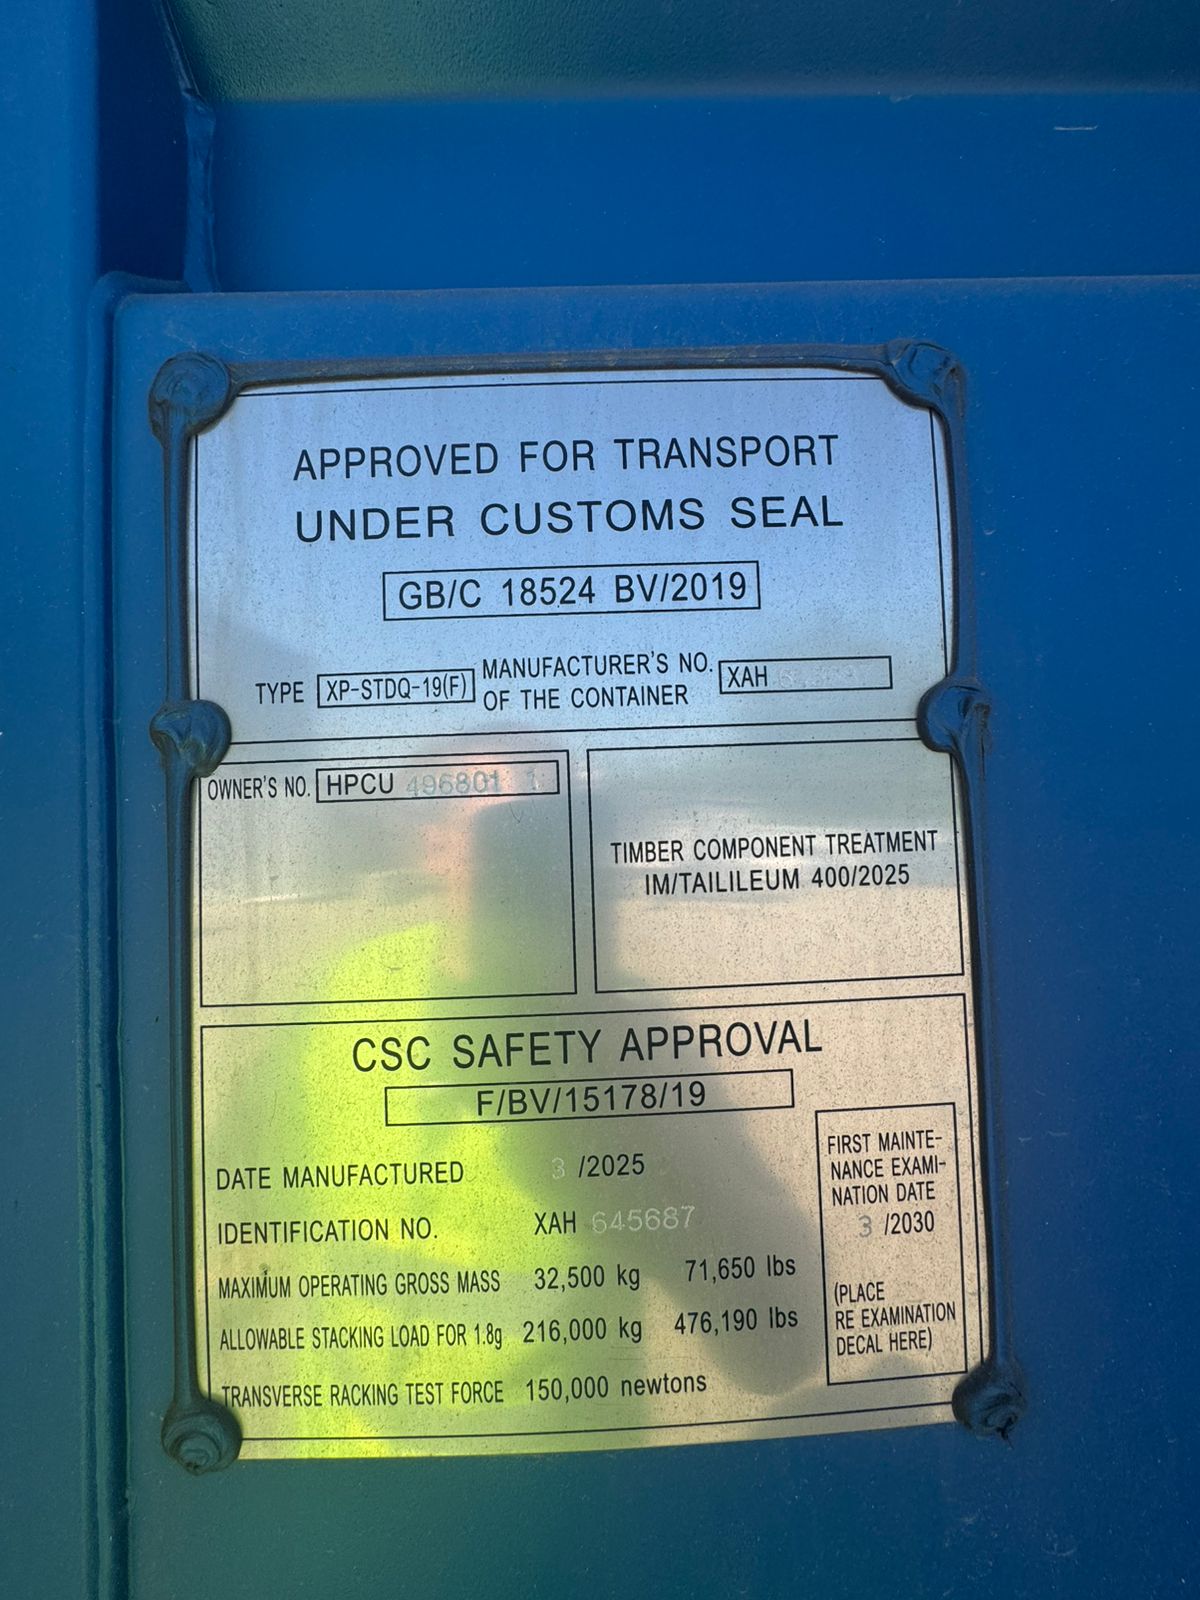 APPROVED FOR TRANSPORT
UNDER CUSTOMS SEAL
GB/C 18524 BV/2019
TYPE XP-STDQ-19(F) MANUFACTURER'S NO. OF THE CONTAINER XAH
OWNER'S NO. HPCU 496801 1
TIMBER COMPONENT TREATMENT
IM/TAILILEUM 400/2025
CSC SAFETY APPROVAL
F/BV/15178/19
DATE MANUFACTURED 3 /2025
IDENTIFICATION NO. XAH 645687
MAXIMUM OPERATING GROSS MASS 32,500 kg 71,650 lbs
ALLOWABLE STACKING LOAD FOR 1.8g 216,000 kg 476,190 lbs
TRANSVERSE RACKING TEST FORCE 150,000 newtons
FIRST MAINTE-
NANCE EXAMI-
NATION DATE
3 /2030
(PLACE
RE EXAMINATION
DECAL HERE)